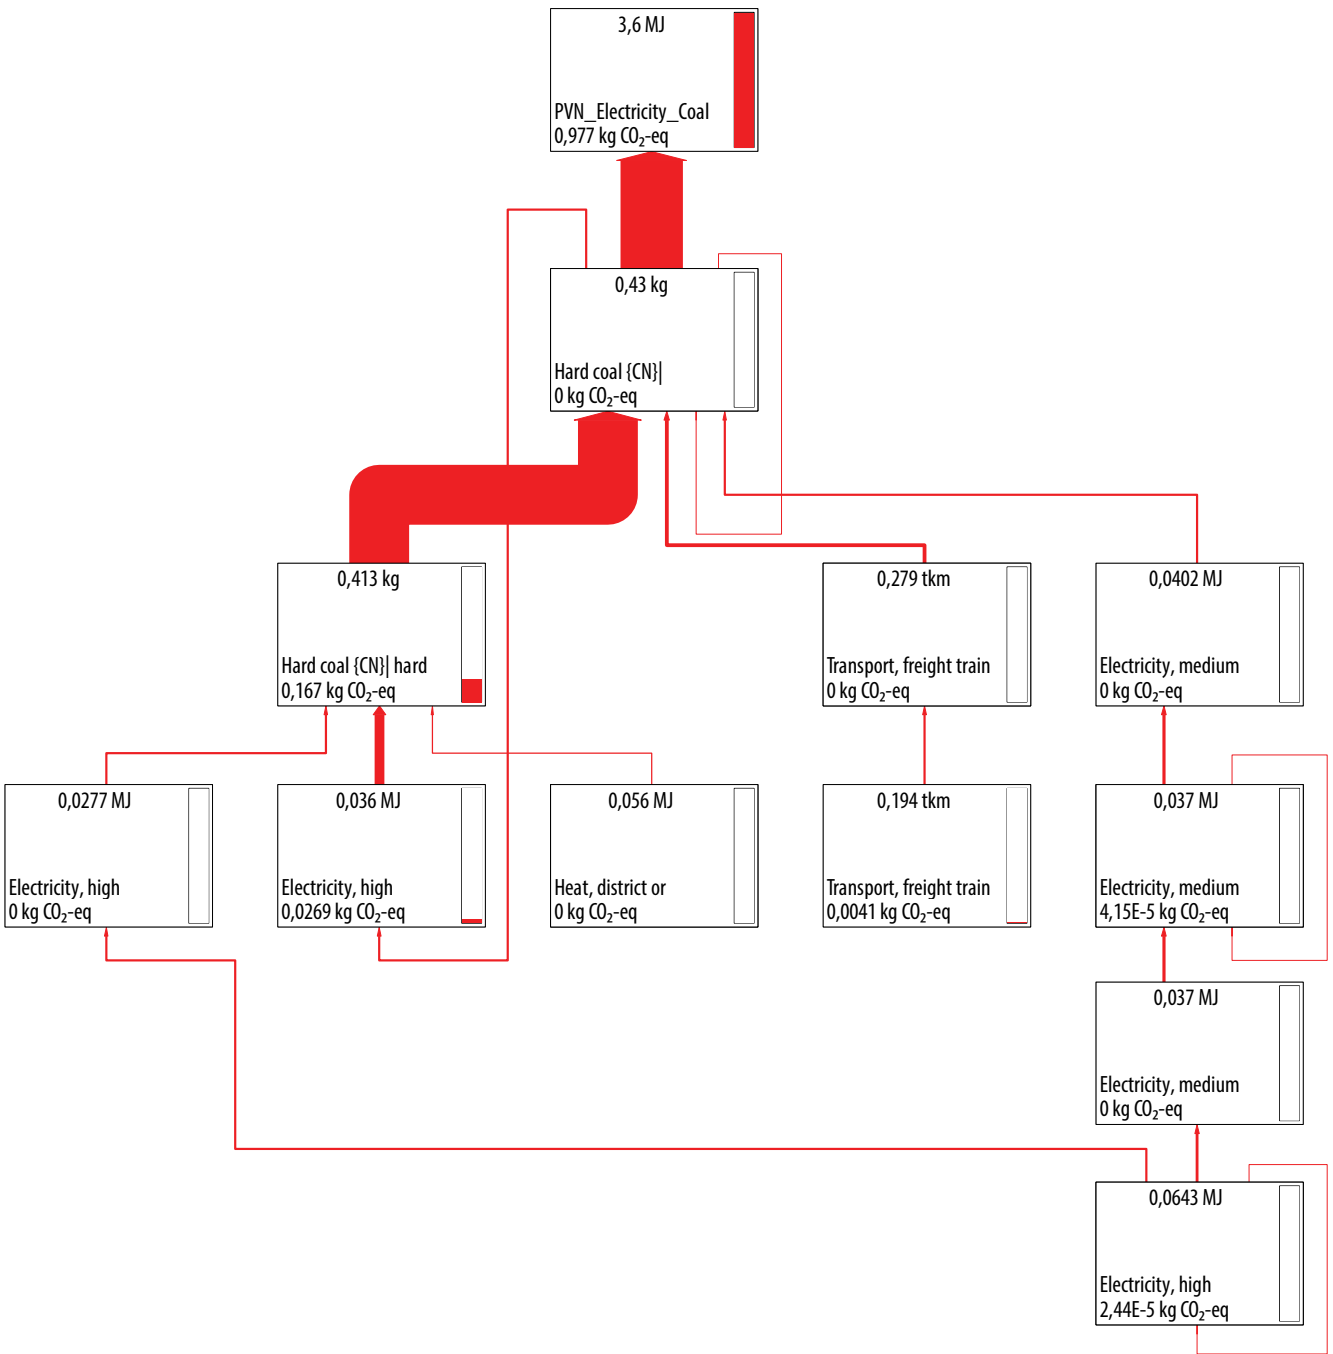 3,6 MJ
PVN_Electricity_Coal
0,977 kg CO₂-eq
0,43 kg
Hard coal {CN}|
0 kg CO₂-eq
0,413 kg
Hard coal {CN}| hard
0,167 kg CO₂-eq
0,279 tkm
Transport, freight train
0 kg CO₂-eq
0,0402 MJ
Electricity, medium
0 kg CO₂-eq
0,0277 MJ
Electricity, high
0 kg CO₂-eq
0,036 MJ
Electricity, high
0,0269 kg CO₂-eq
0,056 MJ
Heat, district or
0 kg CO₂-eq
0,194 tkm
Transport, freight train
0,0041 kg CO₂-eq
0,037 MJ
Electricity, medium
4,15E-5 kg CO₂-eq
0,037 MJ
Electricity, medium
0 kg CO₂-eq
0,0643 MJ
Electricity, high
2,44E-5 kg CO₂-eq